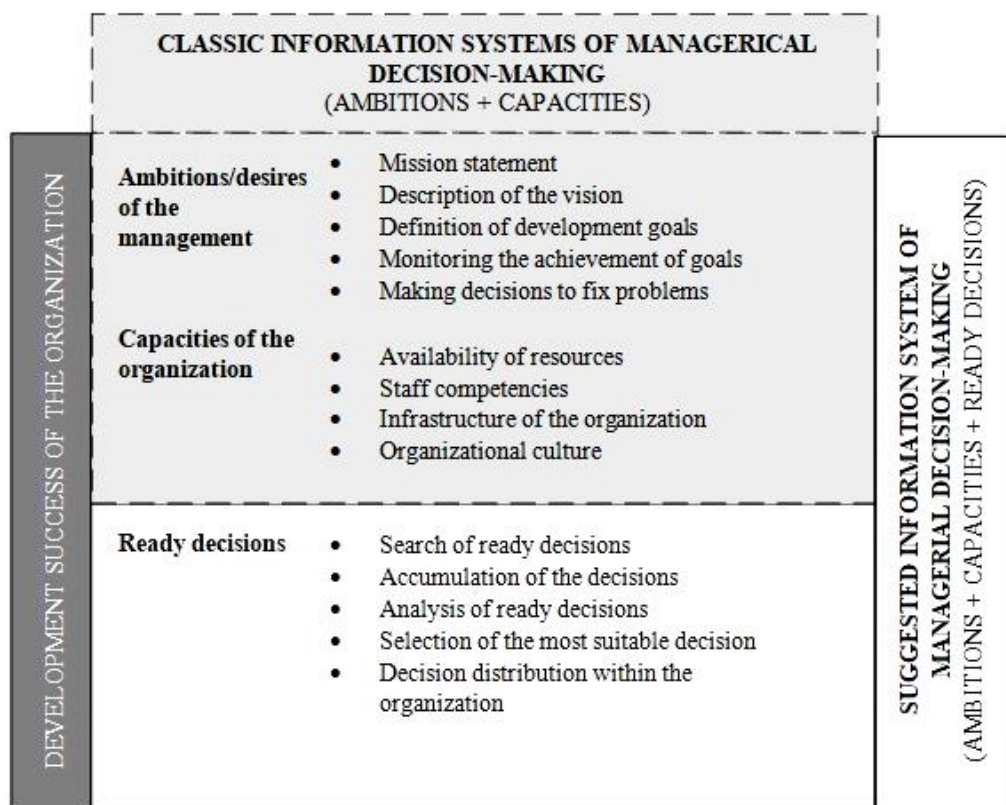 CLASSIC INFORMATION SYSTEMS OF MANAGERICAL
DECISION-MAKING
(AMBITIONS + CAPACITIES)
DEVELOPMENT SUCCESS OF THE ORGANIZATION
Ambitions/desires
of the
management
• Mission statement
• Description of the vision
• Definition of development goals
• Monitoring the achievement of goals
• Making decisions to fix problems
Capacities of the
organization
• Availability of resources
• Staff competencies
• Infrastructure of the organization
• Organizational culture
Ready decisions
• Search of ready decisions
• Accumulation of the decisions
• Analysis of ready decisions
• Selection of the most suitable decision
• Decision distribution within the
organization
SUGGESTED INFORMATION SYSTEM OF
MANAGERIAL DECISION-MAKING
(AMBITIONS + CAPACITIES + READY DECISIONS)